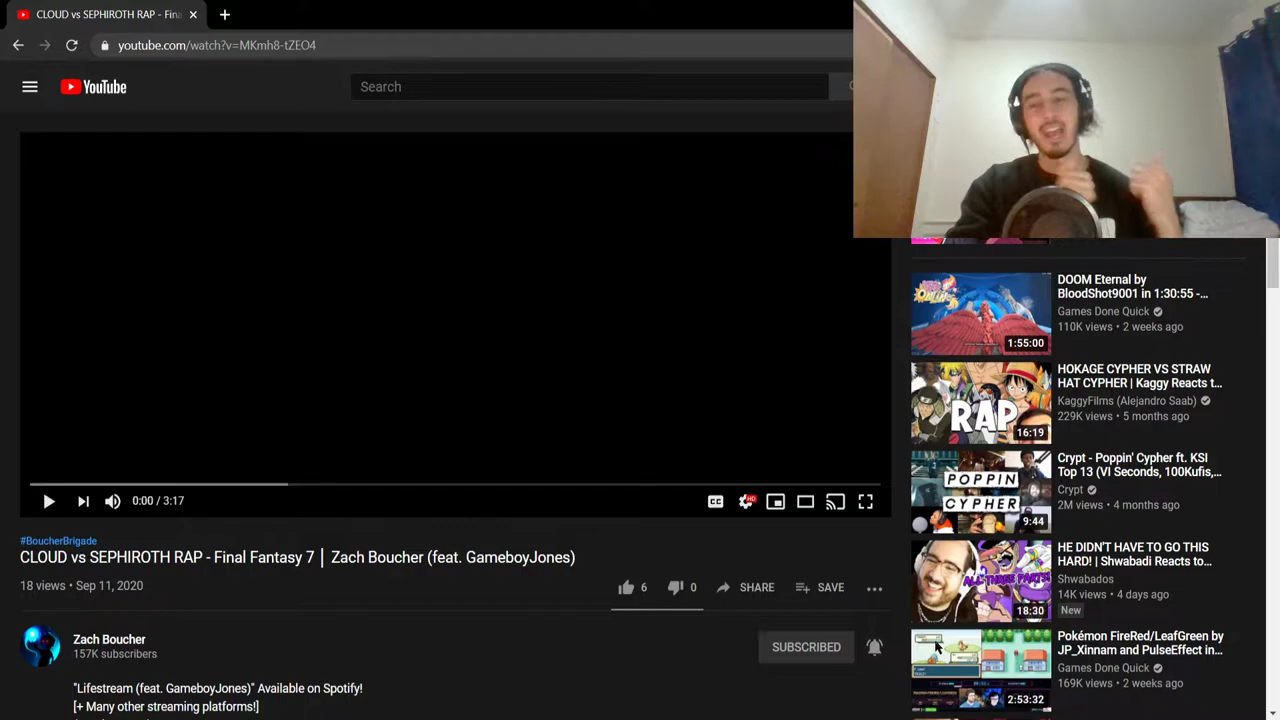 CLOUD vs SEPHIROTH RAP - Fina
youtube.com/watch?v=MKmh8-tZEO4
YouTube
Search
0:00 / 3:17
CC
HD
#BoucherBrigade
CLOUD vs SEPHIROTH RAP - Final Fantasy 7 | Zach Boucher (feat. GameboyJones)
18 views • Sep 11, 2020
6
0
SHARE
SAVE
Zach Boucher
157K subscribers
SUBSCRIBED
"Lifestream (feat. GameboyJones)" on Spotify!
[+ Many other streaming platforms]
DOOM Eternal by
BloodShot9001 in 1:30:55 -...
Games Done Quick
110K views • 2 weeks ago
1:55:00
HOKAGE CYPHER VS STRAW
HAT CYPHER | Kaggy Reacts t...
KaggyFilms (Alejandro Saab)
229K views • 5 months ago
RAP
16:19
Crypt - Poppin' Cypher ft. KSI
Top 13 (VI Seconds, 100Kufis,...
Crypt
2M views • 4 months ago
POPPIN
CYPHER
9:44
HE DIDN'T HAVE TO GO THIS
HARD! | Shwabadi Reacts to...
Shwabados
14K views • 4 days ago
New
ALL THREE PARTS!
18:30
Pokémon FireRed/LeafGreen by
JP_Xinnam and PulseEffect in...
Games Done Quick
169K views • 2 weeks ago
2:53:32